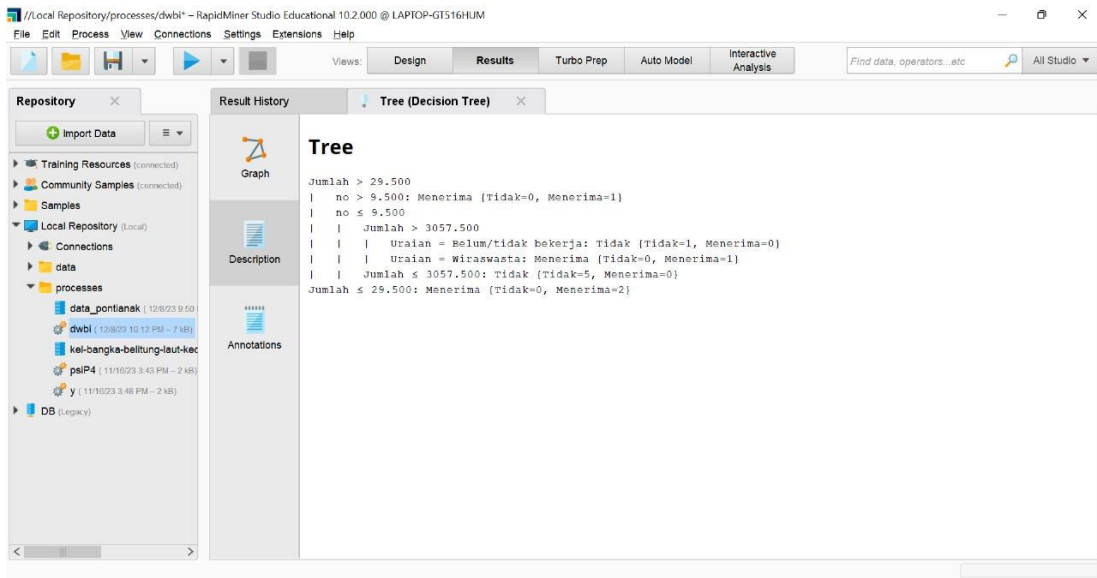 //Local Repository/processes/dwbi* – RapidMiner Studio Educational 10.2.000 @ LAPTOP-GT516HUM
File Edit Process View Connections Settings Extensions Help
Views: Design Results Turbo Prep Auto Model Interactive Analysis
Find data, operators...etc
All Studio
Repository
Import Data
Training Resources (connected)
Community Samples (connected)
Samples
Local Repository (Local)
Connections
data
processes
data_pontianak ( 12/8/23 9:50
dwbi ( 12/8/23 10:12 PM – 7 kB)
kel-bangka-belitung-laut-kec
psiP4 ( 11/16/23 3:43 PM – 2 kB)
y ( 11/16/23 3:48 PM – 2 kB)
DB (Legacy)
Result History
Tree (Decision Tree)
Graph
Description
Annotations
Tree
Jumlah > 29.500
| no > 9.500: Menerima {Tidak=0, Menerima=1}
| no ≤ 9.500
| | Jumlah > 3057.500
| | | Uraian = Belum/tidak bekerja: Tidak {Tidak=1, Menerima=0}
| | | Uraian = Wiraswasta: Menerima {Tidak=0, Menerima=1}
| | Jumlah ≤ 3057.500: Tidak {Tidak=5, Menerima=0}
Jumlah ≤ 29.500: Menerima {Tidak=0, Menerima=2}